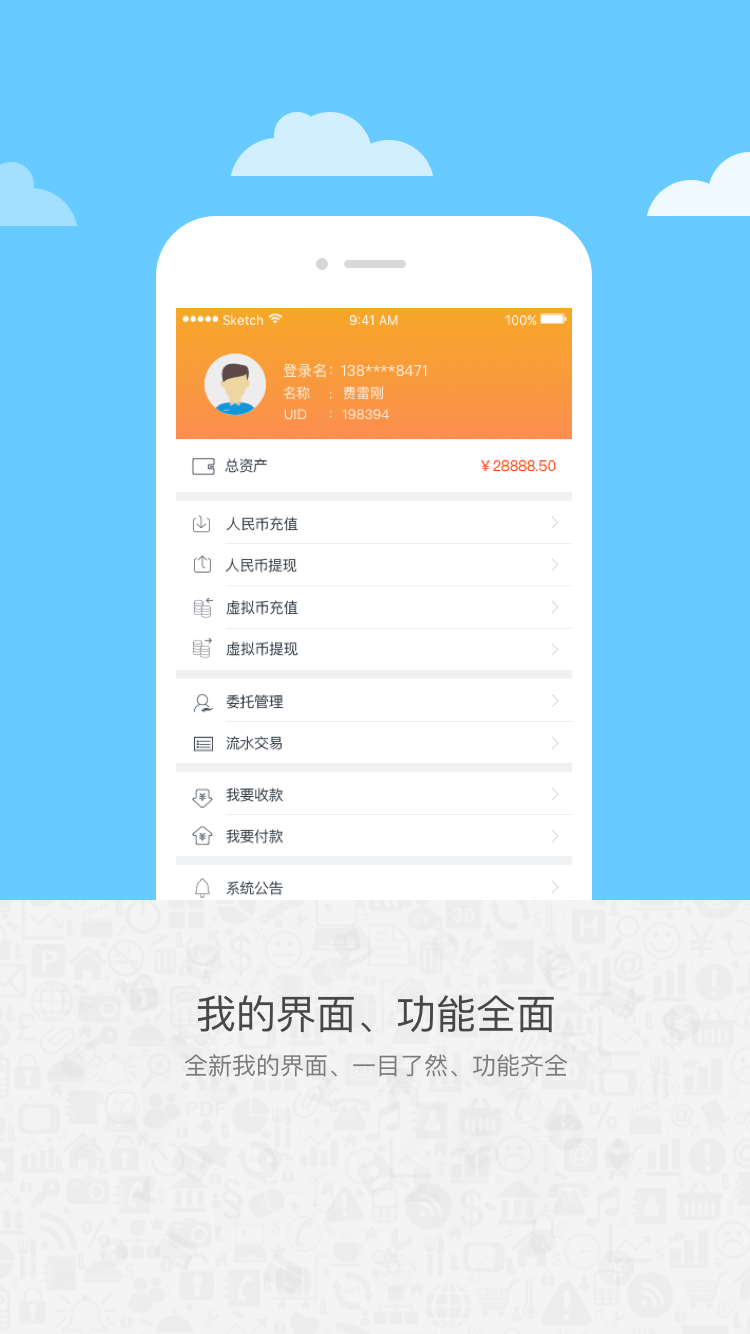 ●●●●● Sketch 9:41 AM 100%
登录名：138****8471
名称 ：费雷刚
UID ：198394
总资产 ¥28888.50
人民币充值
人民币提现
虚拟币充值
虚拟币提现
委托管理
流水交易
我要收款
我要付款
系统公告
我的界面、功能全面
全新我的界面、一目了然、功能齐全